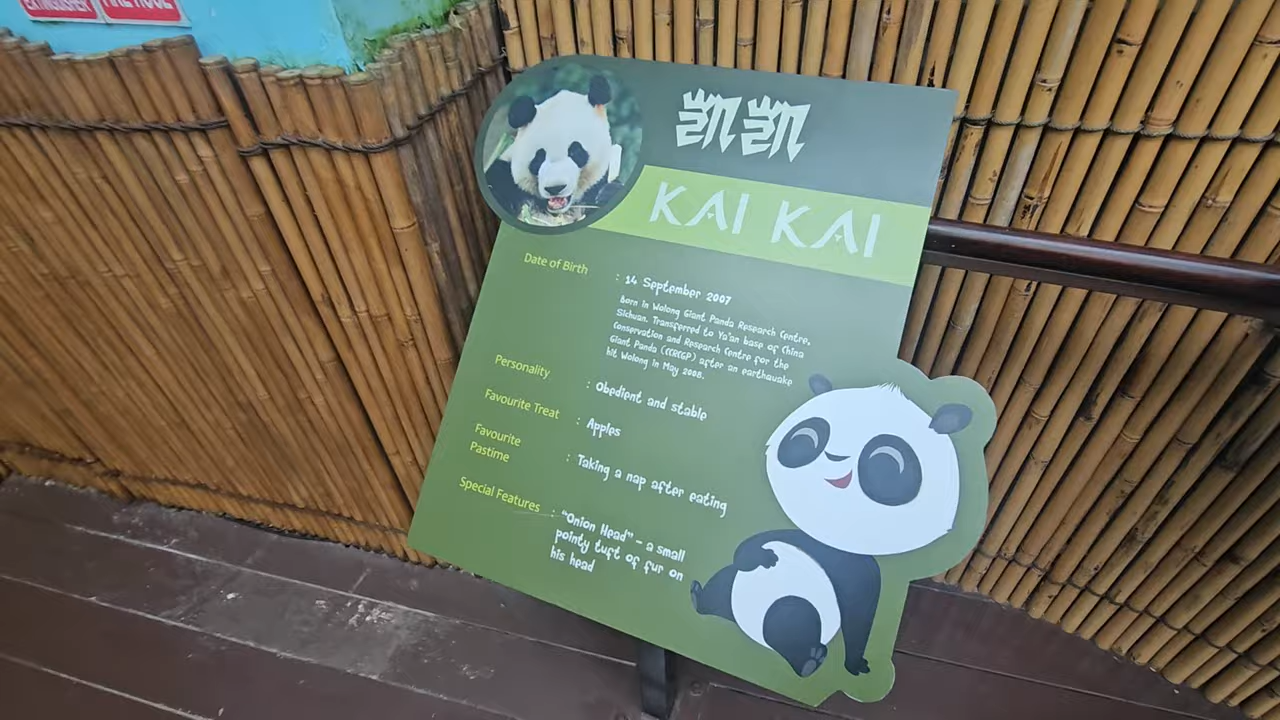 EXTINGUISHER
FIRE HOSE
凯凯
KAI KAI
Date of Birth : 14 September 2007
Born in Wolong Giant Panda Research Centre,
Sichuan. Transferred to Ya'an base of China
Conservation and Research Centre for the
Giant Panda (CCRCGP) after an earthquake
hit Wolong in May 2008.
Personality : Obedient and stable
Favourite Treat : Apples
Favourite
Pastime : Taking a nap after eating
Special Features : "Onion Head" - a small
pointy tuft of fur on
his head